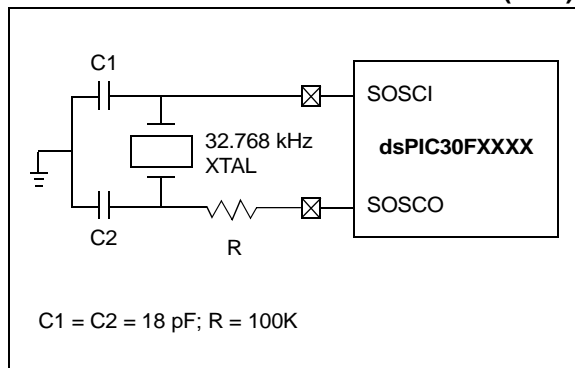 C1
SOSCI
32.768 kHz
XTAL
dsPIC30FXXXX
SOSCO
C2
R
C1 = C2 = 18 pF; R = 100K